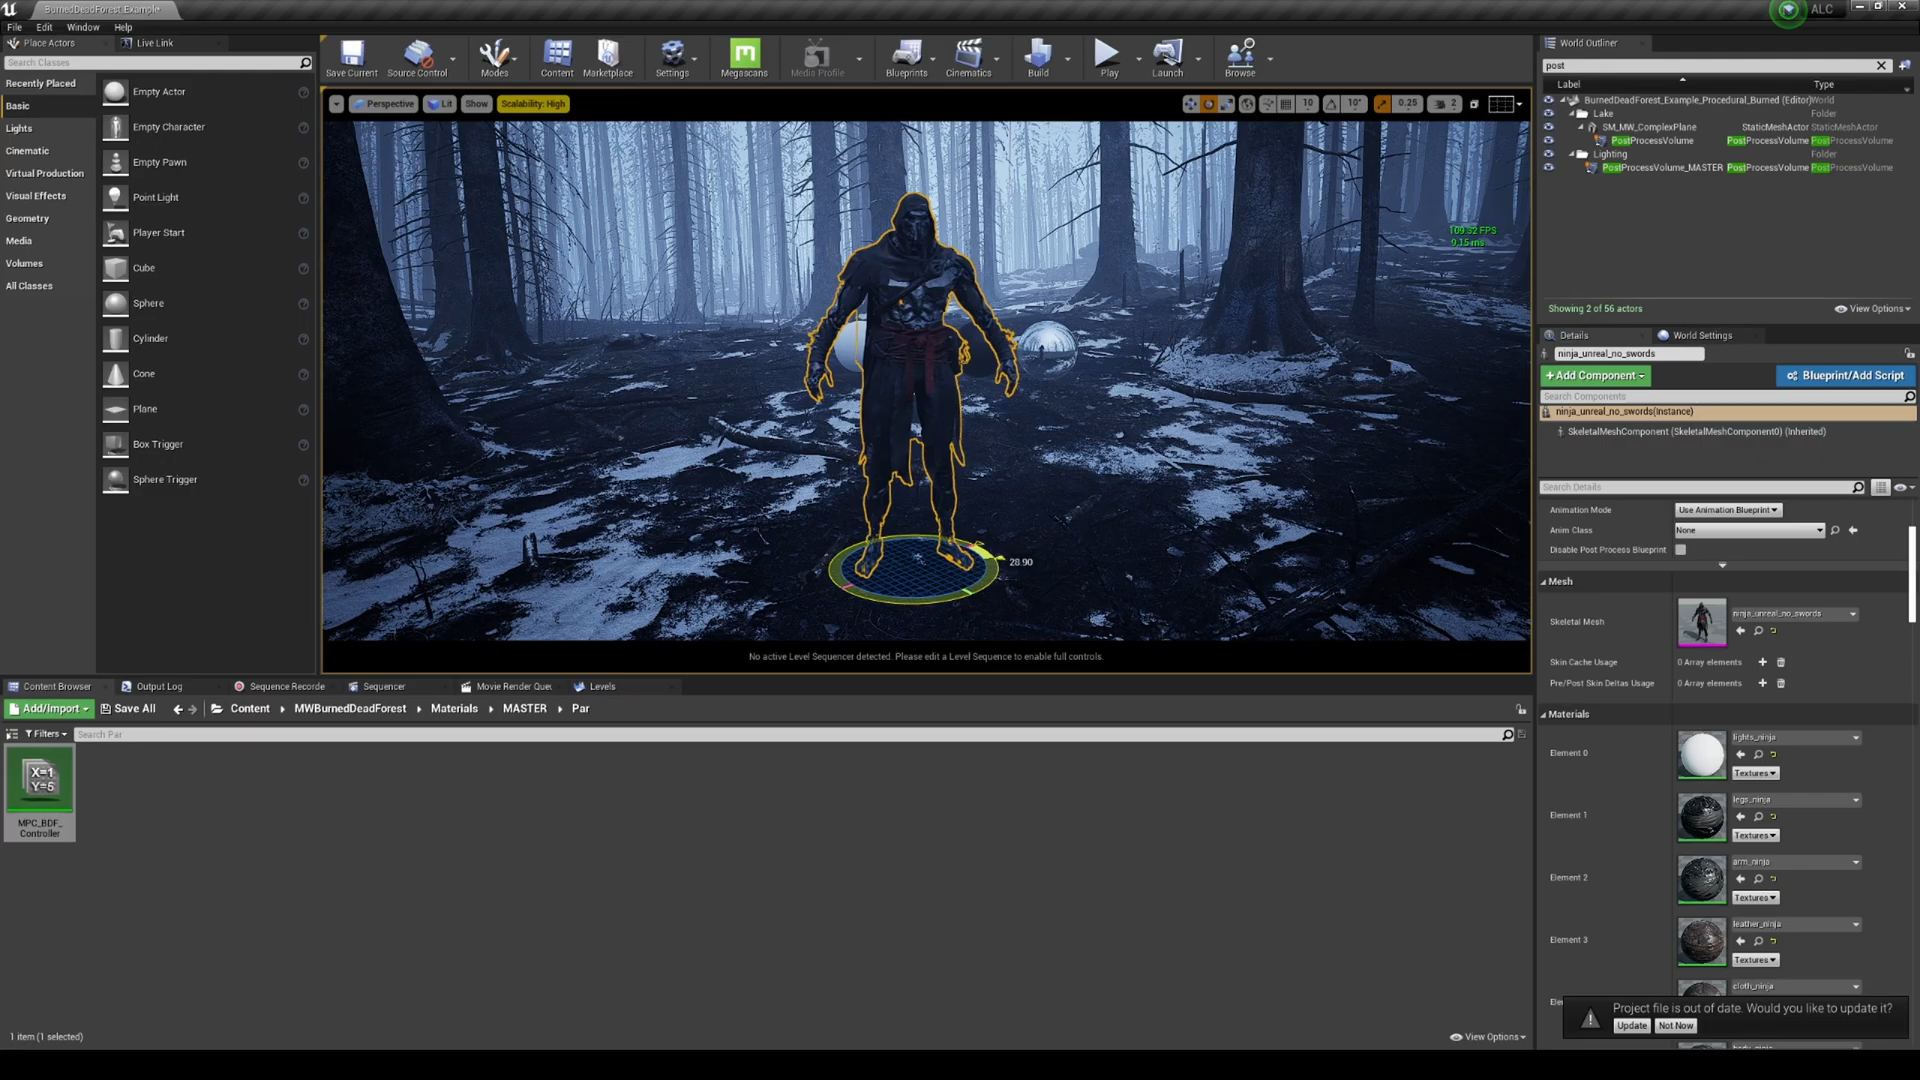 BurnedDeadForest_Example*
ALC
File Edit Window Help
Place Actors
Live Link
Search Classes
Recently Placed
Basic
Lights
Cinematic
Virtual Production
Visual Effects
Geometry
Media
Volumes
All Classes
Empty Actor
Empty Character
Empty Pawn
Point Light
Player Start
Cube
Sphere
Cylinder
Cone
Plane
Box Trigger
Sphere Trigger
Save Current
Source Control
Modes
Content
Marketplace
Settings
Megascans
Media Profile
Blueprints
Cinematics
Build
Play
Launch
Browse
Perspective
Lit
Show
Scalability: High
10
10°
0.25
2
109.32 FPS
9.15 ms
28.90
No active Level Sequencer detected. Please edit a Level Sequence to enable full controls.
World Outliner
post
Label Type
BurnedDeadForest_Example_Procedural_Burned (Editor) World
Lake Folder
SM_MW_ComplexPlane StaticMeshActor StaticMeshActor
PostProcessVolume PostProcessVolume PostProcessVolume
Lighting Folder
PostProcessVolume_MASTER PostProcessVolume PostProcessVolume
Showing 2 of 56 actors
View Options
Details
World Settings
ninja_unreal_no_swords
+Add Component
Blueprint/Add Script
Search Components
ninja_unreal_no_swords(Instance)
SkeletalMeshComponent (SkeletalMeshComponent0) (Inherited)
Search Details
Animation Mode Use Animation Blueprint
Anim Class None
Disable Post Process Blueprint
Mesh
Skeletal Mesh ninja_unreal_no_swords
Skin Cache Usage 0 Array elements
Pre/Post Skin Deltas Usage 0 Array elements
Materials
Element 0 lights_ninja
Textures
Element 1 legs_ninja
Textures
Element 2 arm_ninja
Textures
Element 3 leather_ninja
Textures
cloth_ninja
Project file is out of date. Would you like to update it?
Update Not Now
Content Browser
Output Log
Sequence Recorde
Sequencer
Movie Render Que
Levels
Add/Import
Save All
Content MWBurnedDeadForest Materials MASTER Par
Filters
Search Par
X=1
Y=5
MPC_BDF_
Controller
1 item (1 selected)
View Options